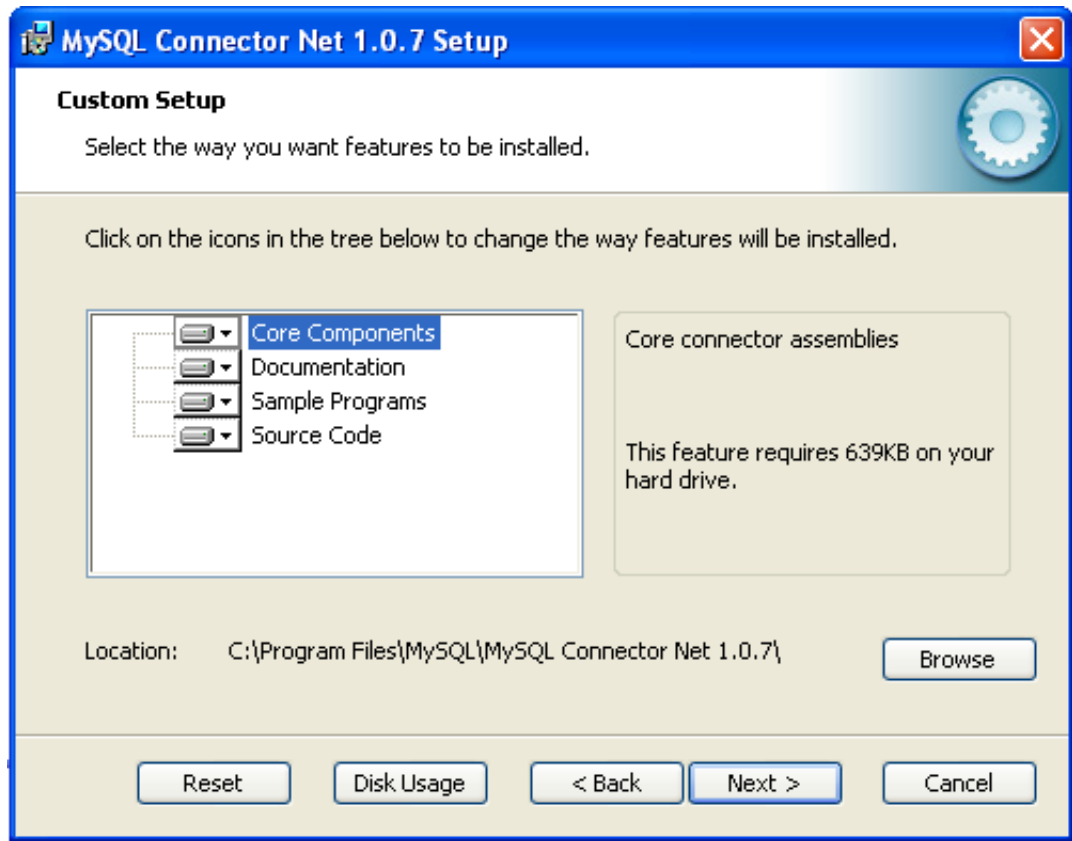 MySQL Connector Net 1.0.7 Setup
Custom Setup
Select the way you want features to be installed.
Click on the icons in the tree below to change the way features will be installed.
Core Components
Documentation
Sample Programs
Source Code
Core connector assemblies
This feature requires 639KB on your
hard drive.
Location: C:\Program Files\MySQL\MySQL Connector Net 1.0.7\
Browse
Reset Disk Usage < Back Next > Cancel